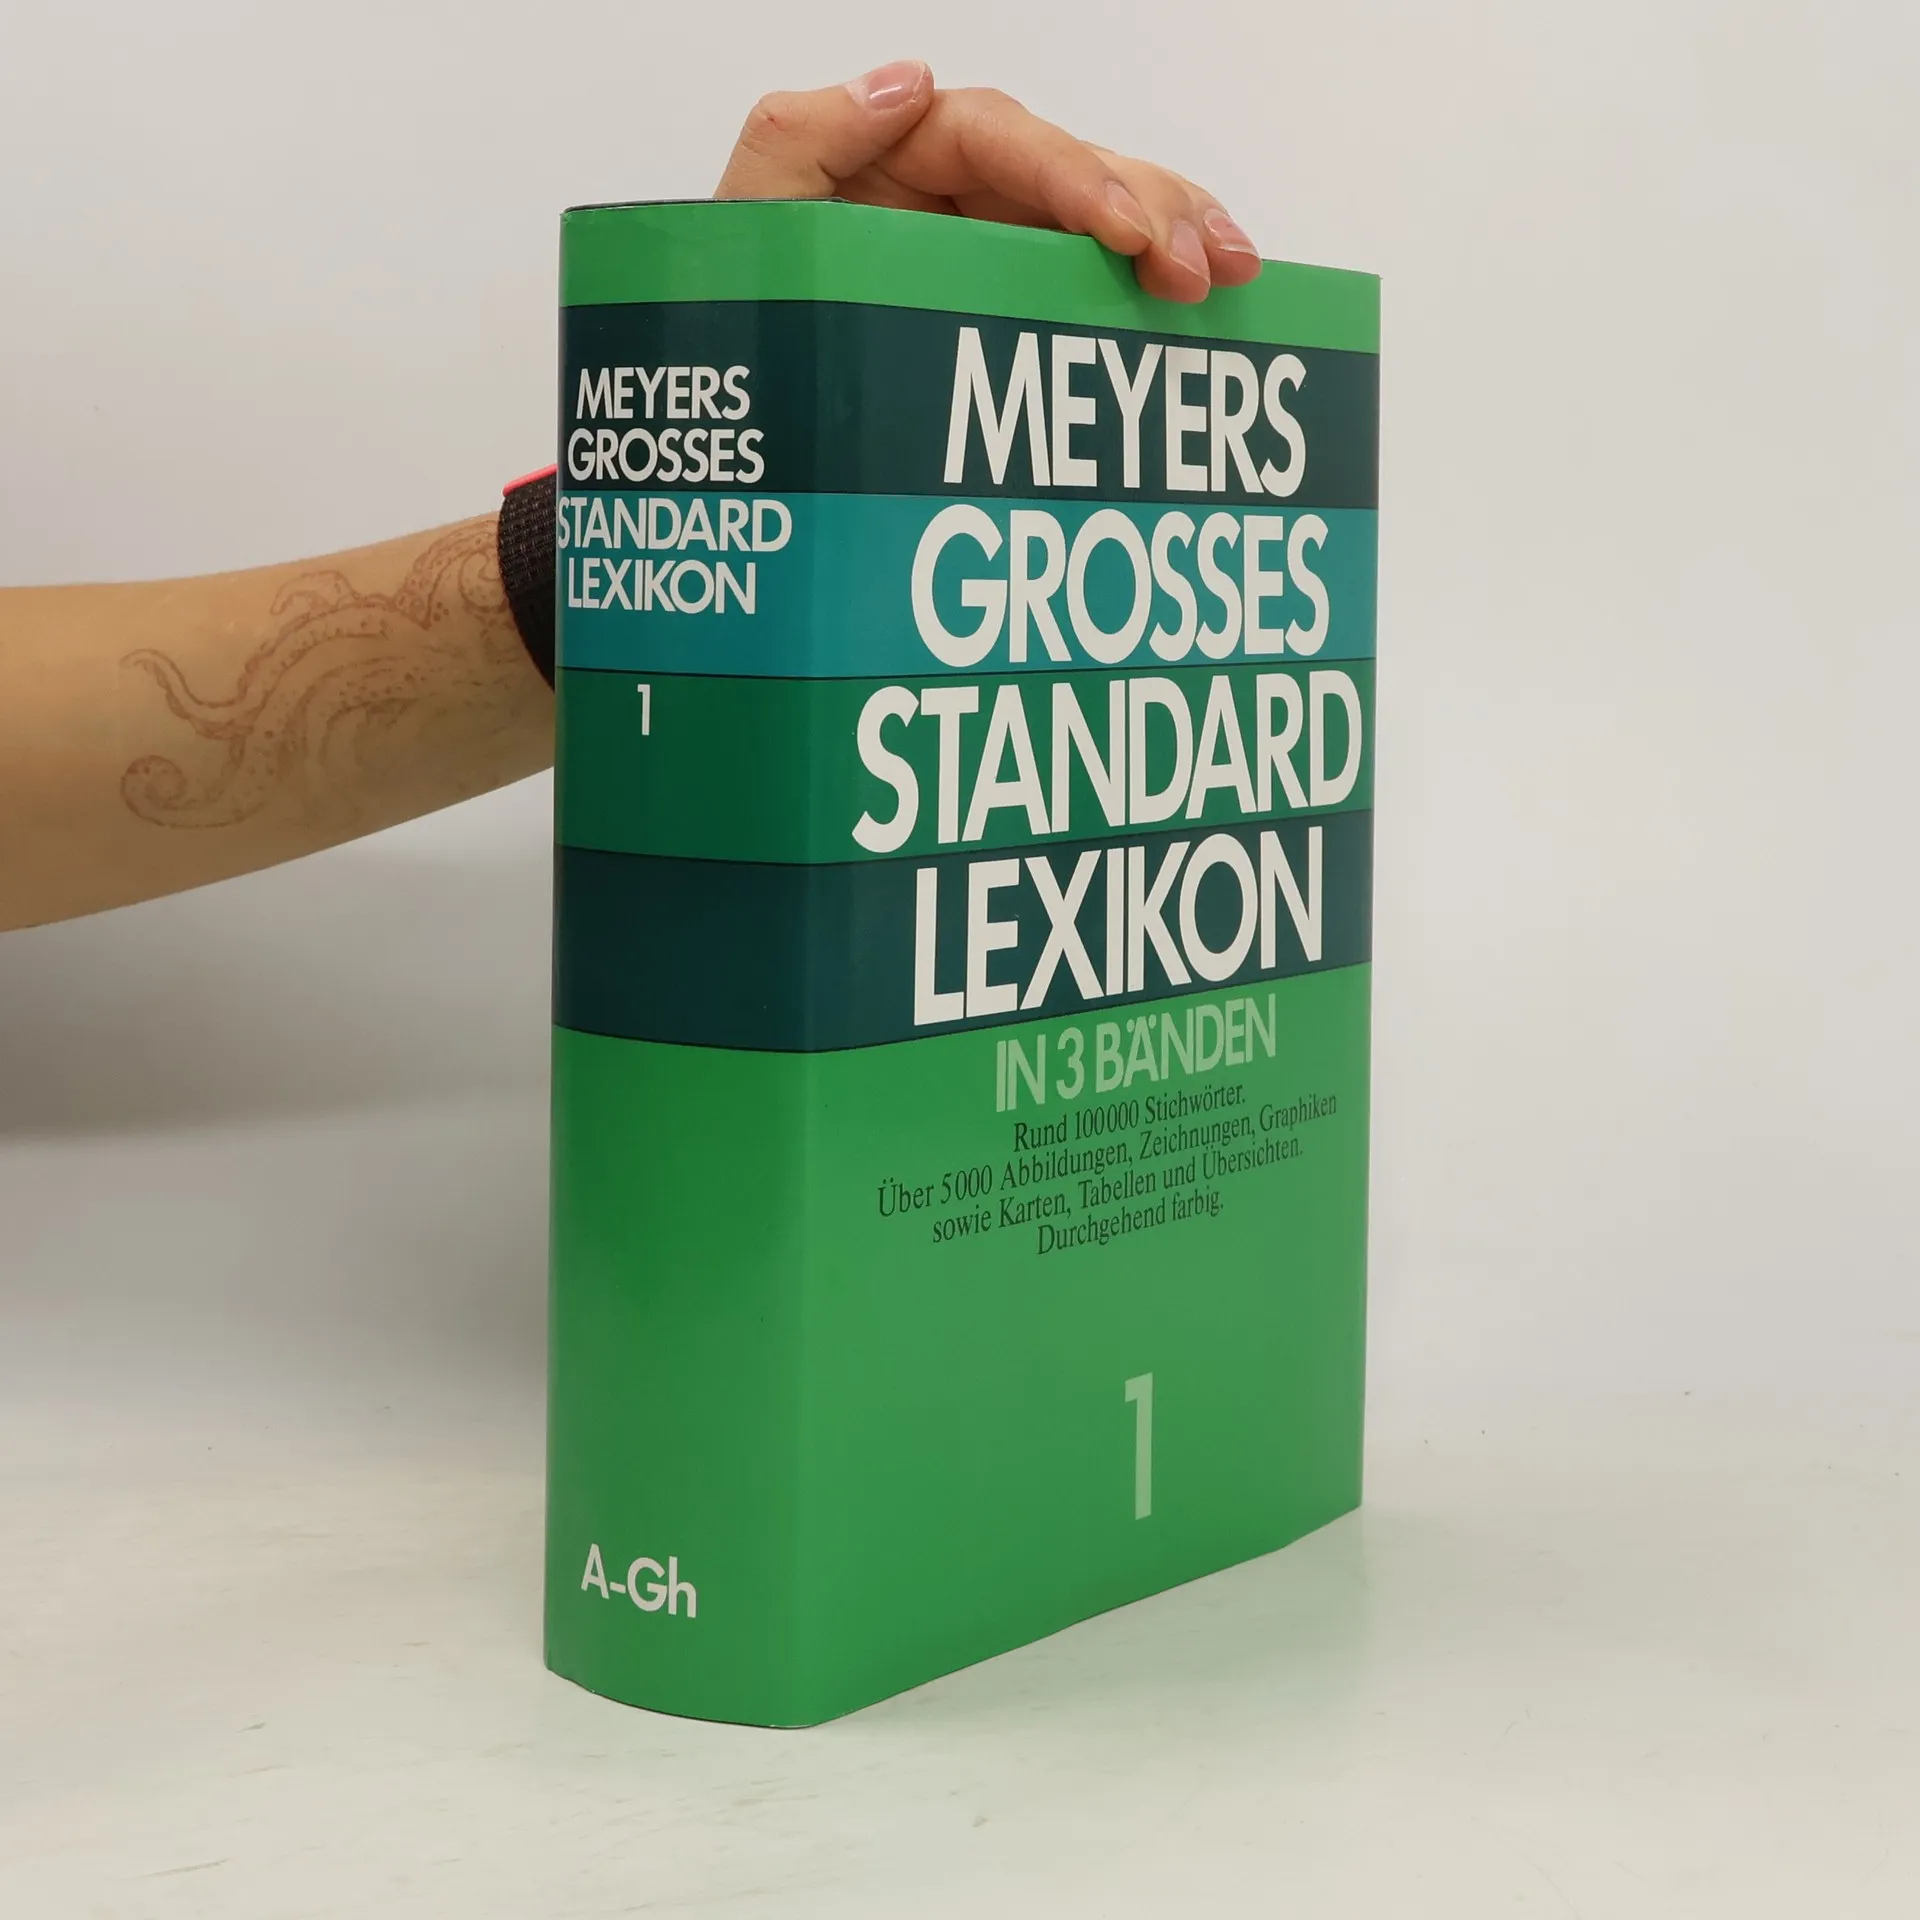 MEYERS
GROSSES
STANDARD
LEXIKON
1
A-Gh
MEYERS
GROSSES
STANDARD
LEXIKON
IN 3 BÄNDEN
Rund 100000 Stichwörter.
Über 5000 Abbildungen, Zeichnungen, Graphiken
sowie Karten, Tabellen und Übersichten.
Durchgehend farbig.
1